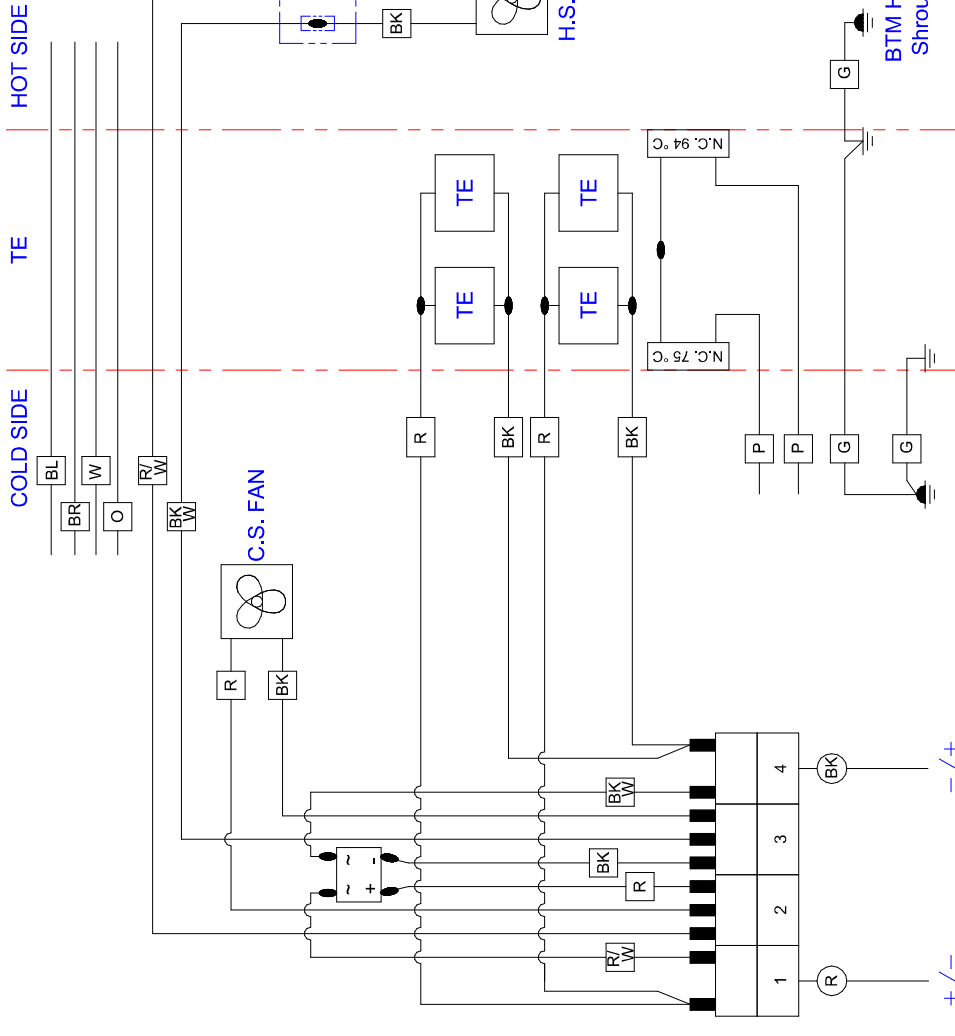 HOT SIDE
TE
COLD SIDE
BK
H.S.
G
BTM H
Shrou
N.C. 94 °C
TE
TE
TE
TE
N.C. 75 °C
BL
BR
W
O
R/
W
BK
W
C.S. FAN
R
BK
R
BK
R
BK
P
P
G
G
~
~
+
-
BK
W
BK
R
R/
W
4
3
2
1
BK
R
- / +
+ / -